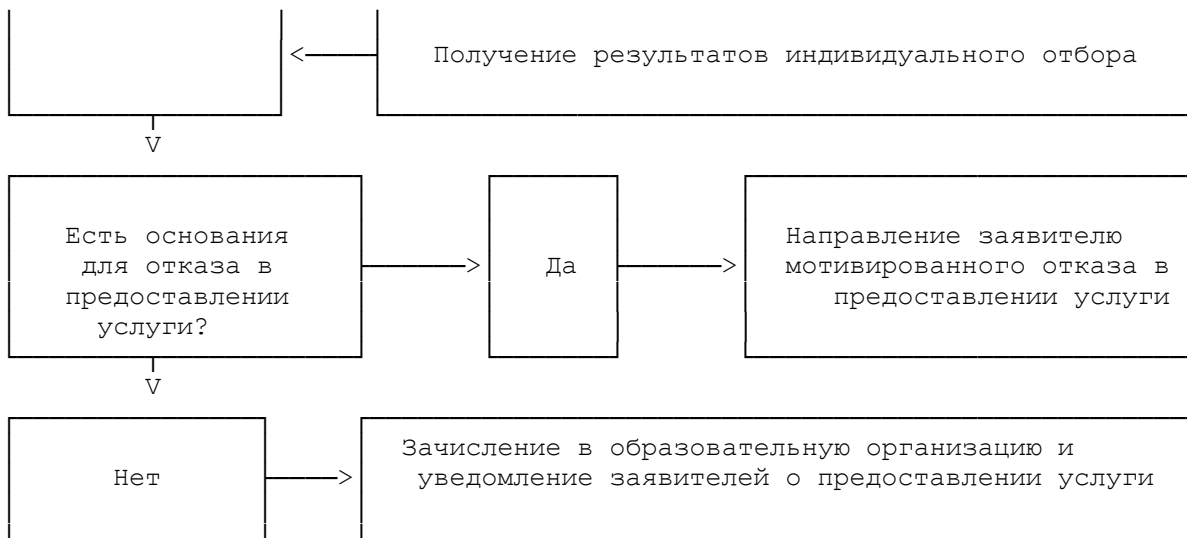 Получение результатов индивидуального отбора
Есть основания
для отказа в
предоставлении
услуги?
Да
Направление заявителю
мотивированного отказа в
предоставлении услуги
Нет
Зачисление в образовательную организацию и
уведомление заявителей о предоставлении услуги